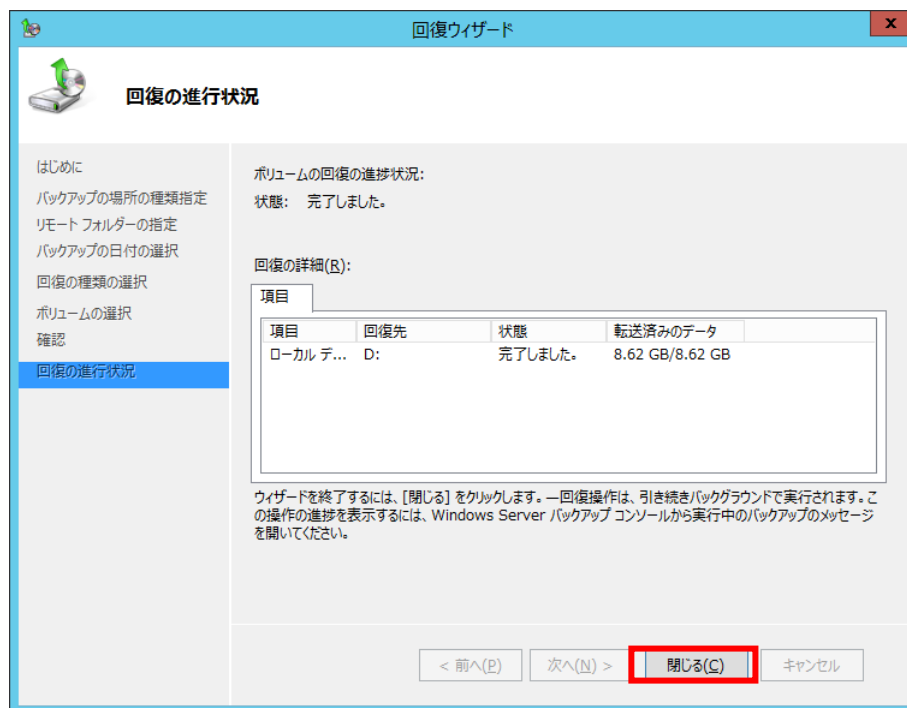 回復ウィザード
x
回復の進行状況
はじめに
バックアップの場所の種類指定
リモート フォルダーの指定
バックアップの日付の選択
回復の種類の選択
ボリュームの選択
確認
回復の進行状況
ボリュームの回復の進捗状況:
状態: 完了しました。
回復の詳細(R):
項目
項目 回復先 状態 転送済みのデータ
ローカル デ... D: 完了しました。 8.62 GB/8.62 GB
ウィザードを終了するには、[閉じる] をクリックします。―回復操作は、引き続きバックグラウンドで実行されます。こ
の操作の進捗を表示するには、Windows Server バックアップ コンソールから実行中のバックアップのメッセージ
を開いてください。
< 前へ(P) 次へ(N) > 閉じる(C) キャンセル